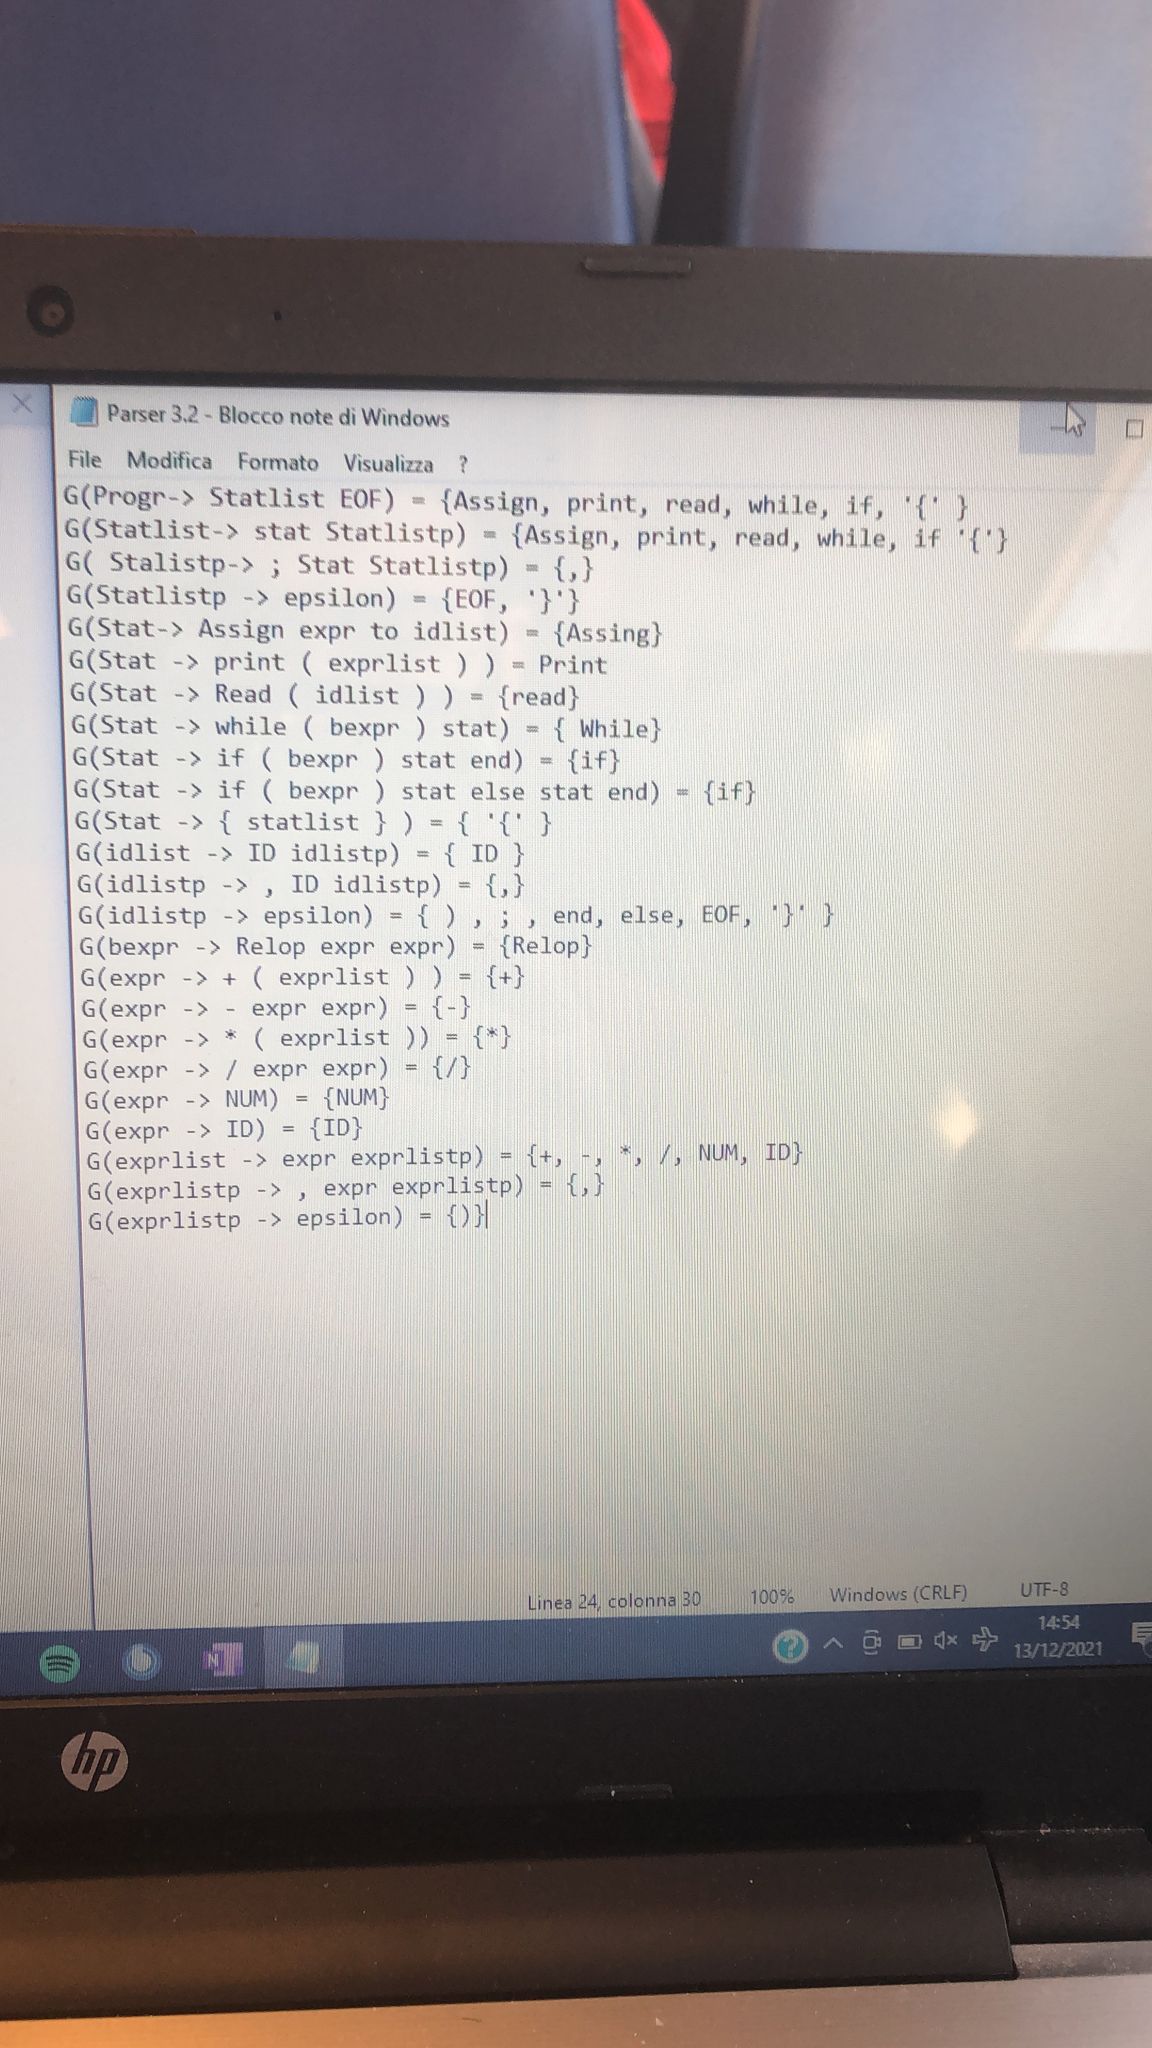 Parser 3.2 - Blocco note di Windows
File Modifica Formato Visualizza ?
G(Progr-> Statlist EOF) = {Assign, print, read, while, if, '{' }
G(Statlist-> stat Statlistp) = {Assign, print, read, while, if '{'}
G( Stalistp-> ; Stat Statlistp) = {,}
G(Statlistp -> epsilon) = {EOF, '}'}
G(Stat-> Assign expr to idlist) = {Assing}
G(Stat -> print ( exprlist ) ) = Print
G(Stat -> Read ( idlist ) ) = {read}
G(Stat -> while ( bexpr ) stat) = { While}
G(Stat -> if ( bexpr ) stat end) = {if}
G(Stat -> if ( bexpr ) stat else stat end) = {if}
G(Stat -> { statlist } ) = { '{' }
G(idlist -> ID idlistp) = { ID }
G(idlistp -> , ID idlistp) = {,}
G(idlistp -> epsilon) = { ) , ; , end, else, EOF, '}' }
G(bexpr -> Relop expr expr) = {Relop}
G(expr -> + ( exprlist ) ) = {+}
G(expr -> - expr expr) = {-}
G(expr -> * ( exprlist )) = {*}
G(expr -> / expr expr) = {/}
G(expr -> NUM) = {NUM}
G(expr -> ID) = {ID}
G(exprlist -> expr exprlistp) = {+, -, *, /, NUM, ID}
G(exprlistp -> , expr exprlistp) = {,}
G(exprlistp -> epsilon) = {)}
Linea 24, colonna 30 100% Windows (CRLF) UTF-8
14:54
13/12/2021
hp